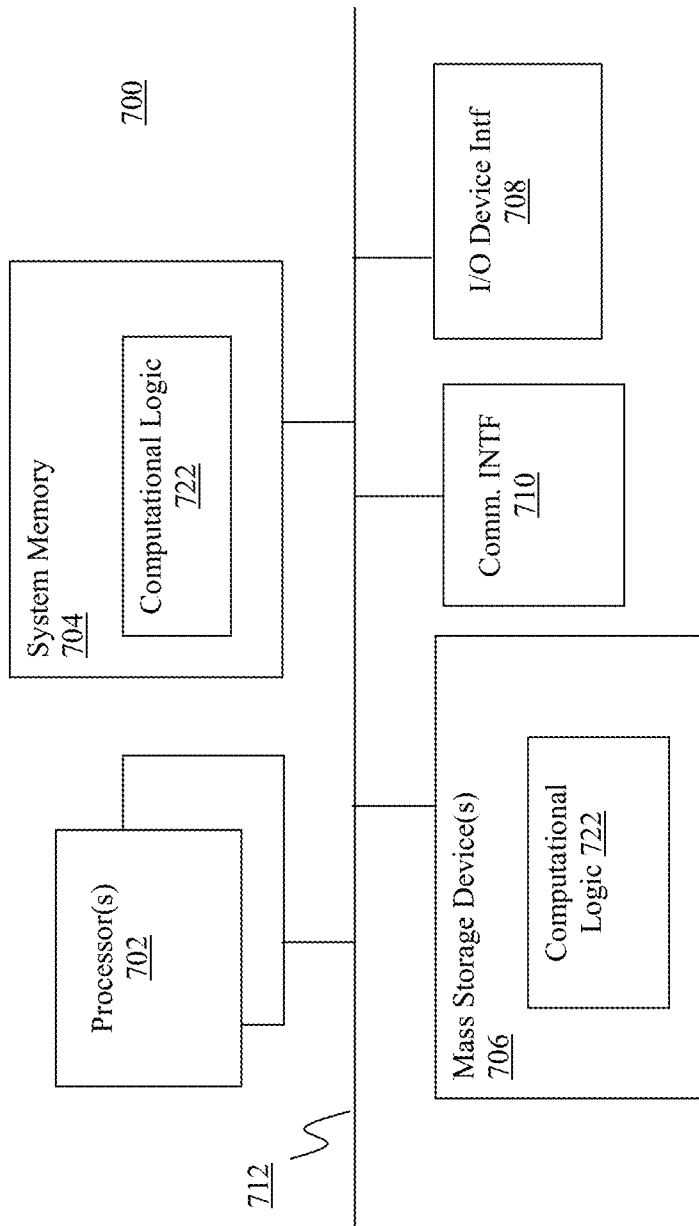 700
Processor(s)
702
System Memory
704
Computational Logic
722
712
Mass Storage Device(s)
706
Computational
Logic 722
Comm. INTF
710
I/O Device Intf
708